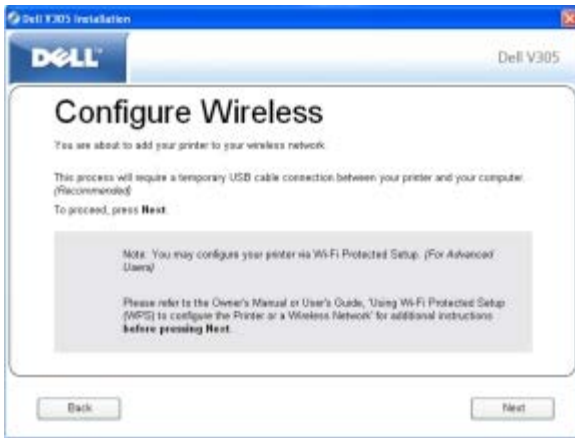 Dell V305 Installation
DELL
Dell V305
Configure Wireless
You are about to add your printer to your wireless network.
This process will require a temporary USB cable connection between your printer and your computer.
(Recommended)
To proceed, press Next.
Note: You may configure your printer via Wi-Fi Protected Setup. (For Advanced
Users)
Please refer to the Owner's Manual or User's Guide, 'Using Wi-Fi Protected Setup
(WPS) to configure the Printer or a Wireless Network' for additional instructions
before pressing Next.
Back
Next